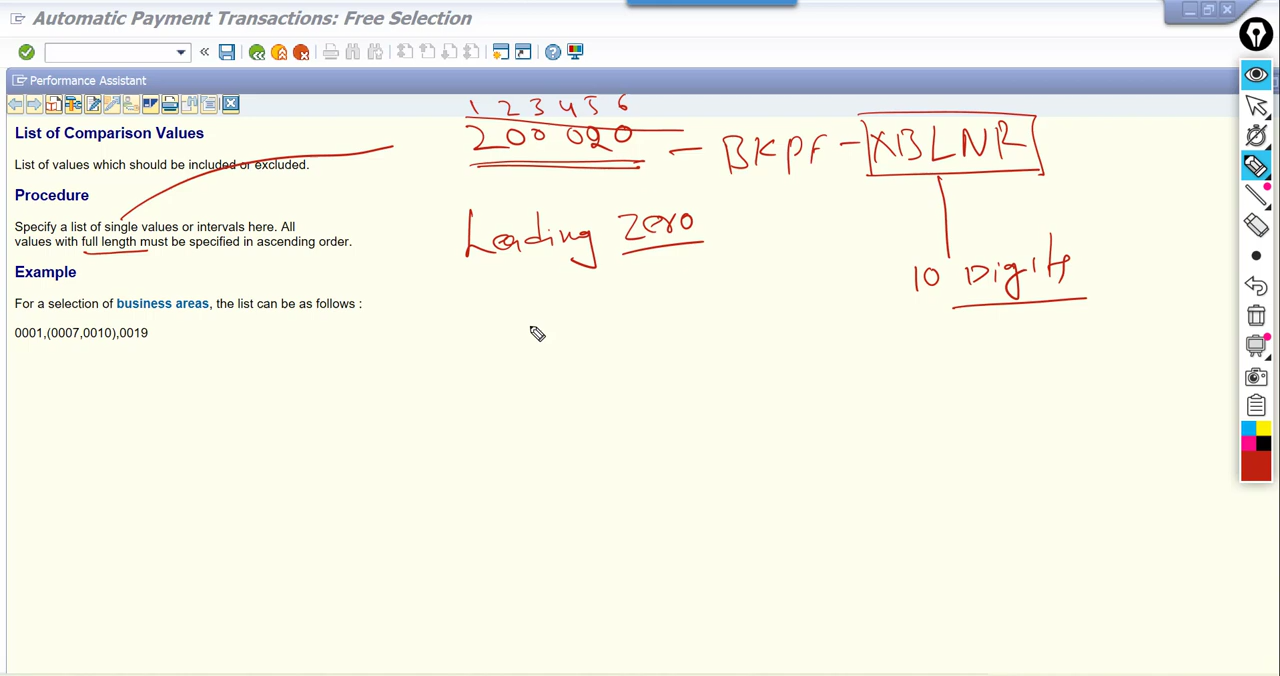 Automatic Payment Transactions: Free Selection
Performance Assistant
List of Comparison Values
List of values which should be included or excluded.
Procedure
Specify a list of single values or intervals here. All
values with full length must be specified in ascending order.
Example
For a selection of business areas, the list can be as follows :
0001,(0007,0010),0019
1 2 3 4 5 6
200 020 - BKPF - XBLNR
Leading Zero
10 Digits